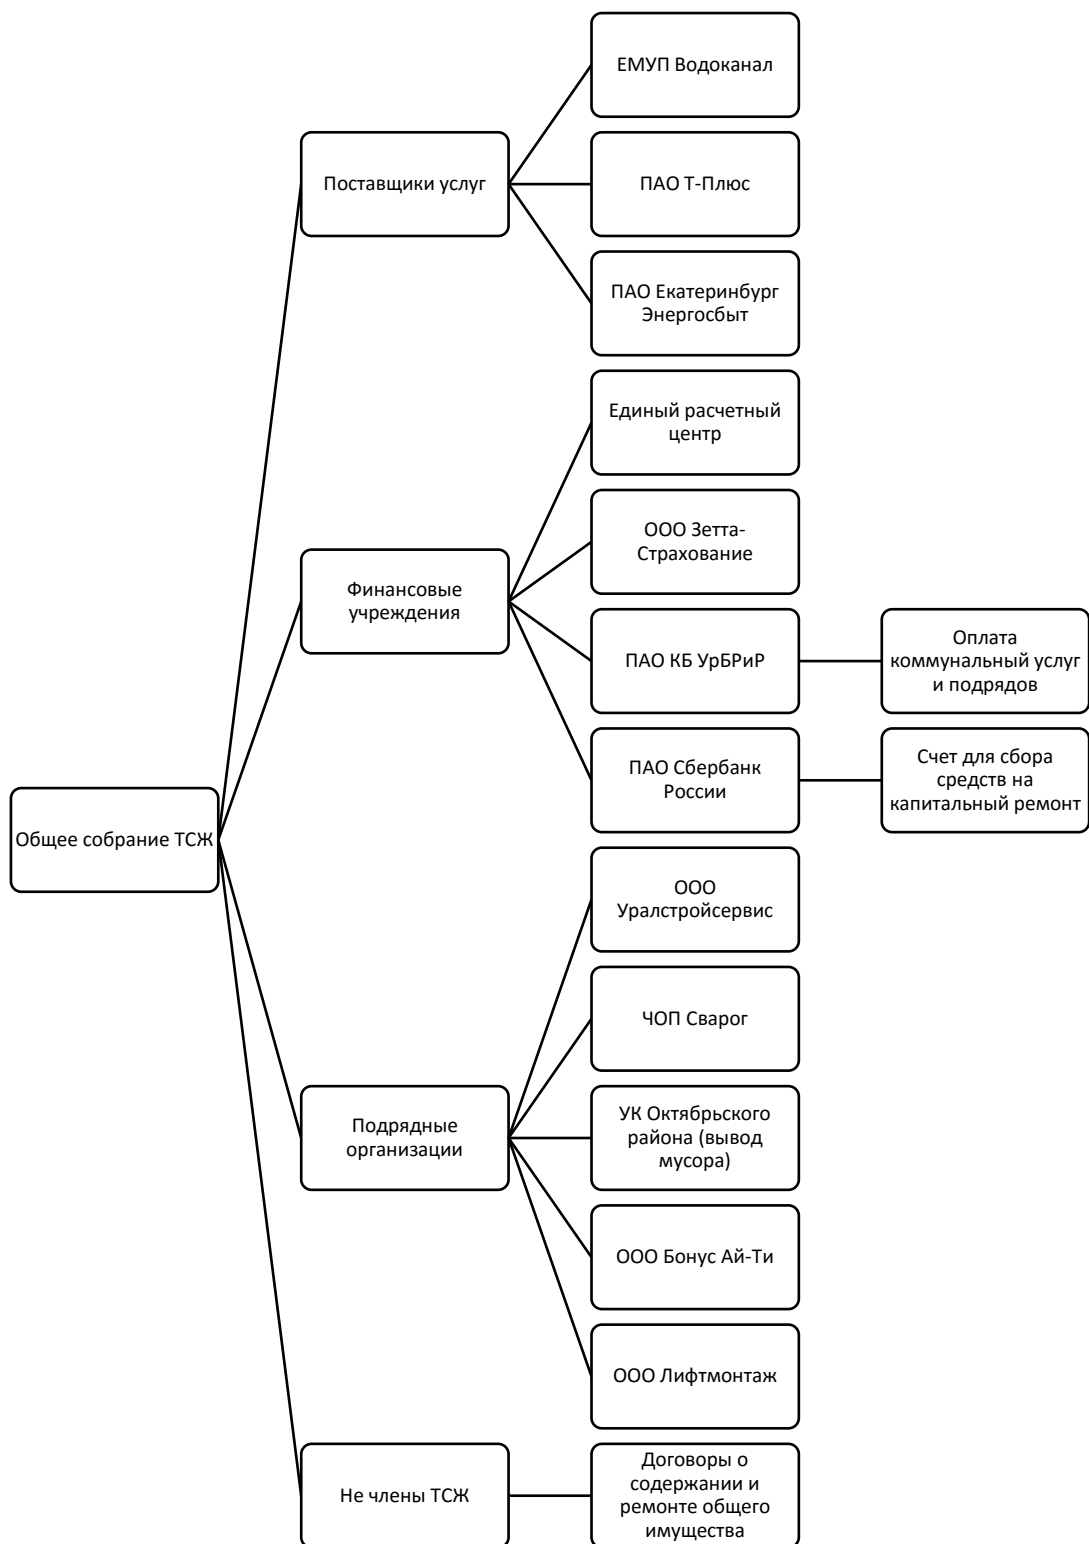 ЕМУП Водоканал
Поставщики услуг
ПАО Т-Плюс
ПАО Екатеринбург
Энергосбыт
Единый расчетный
центр
ООО Зетта-
Страхование
Финансовые
учреждения
ПАО КБ УрБРиР
Оплата
коммунальный услуг
и подрядов
ПАО Сбербанк
России
Счет для сбора
средств на
капитальный ремонт
Общее собрание ТСЖ
ООО
Уралстройсервис
ЧОП Сварог
Подрядные
организации
УК Октябрьского
района (вывод
мусора)
ООО Бонус Ай-Ти
ООО Лифтмонтаж
Не члены ТСЖ
Договоры о
содержании и
ремонте общего
имущества